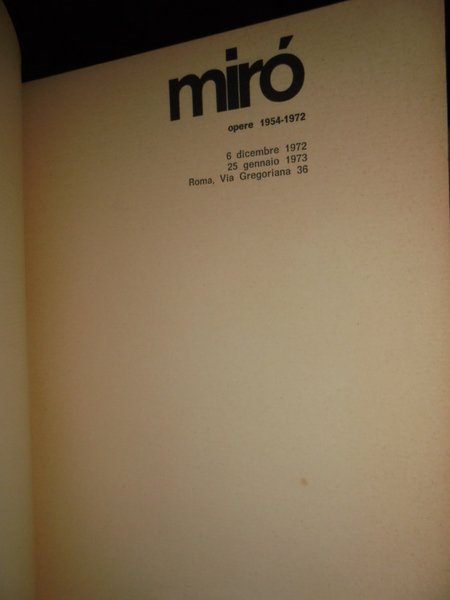 miró
opere 1954-1972
6 dicembre 1972
25 gennaio 1973
Roma, Via Gregoriana 36